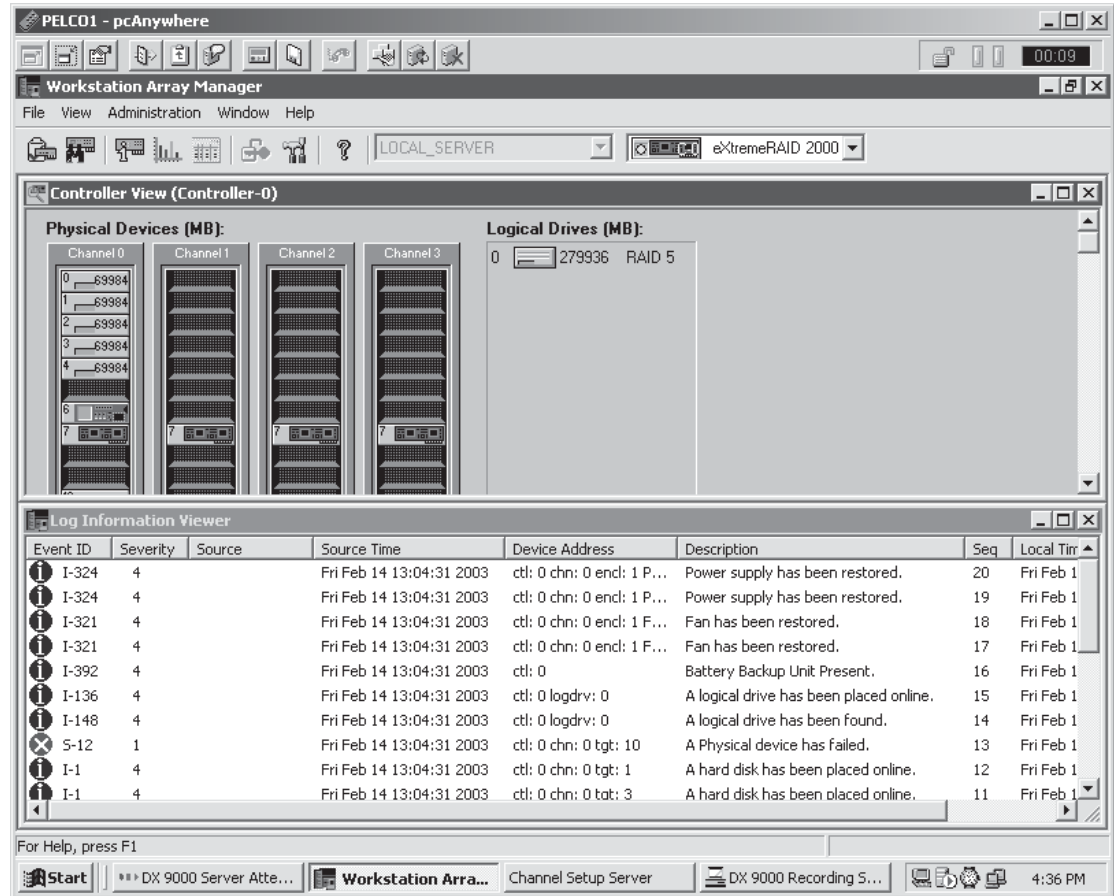 PELCO1 - pcAnywhere
00:09
Workstation Array Manager
File View Administration Window Help
LOCAL_SERVER eXtremeRAID 2000
Controller View (Controller-0)
Physical Devices (MB): Logical Drives (MB):
Channel 0 Channel 1 Channel 2 Channel 3
0 279936 RAID 5
0 69984
1 69984
2 69984
3 69984
4 69984
6
7 7 7 7
Log Information Viewer
Event ID Severity Source Source Time Device Address Description Seq Local Tim
I-324 4 Fri Feb 14 13:04:31 2003 ctl: 0 chn: 0 encl: 1 P... Power supply has been restored. 20 Fri Feb 1
I-324 4 Fri Feb 14 13:04:31 2003 ctl: 0 chn: 0 encl: 1 P... Power supply has been restored. 19 Fri Feb 1
I-321 4 Fri Feb 14 13:04:31 2003 ctl: 0 chn: 0 encl: 1 F... Fan has been restored. 18 Fri Feb 1
I-321 4 Fri Feb 14 13:04:31 2003 ctl: 0 chn: 0 encl: 1 F... Fan has been restored. 17 Fri Feb 1
I-392 4 Fri Feb 14 13:04:31 2003 ctl: 0 Battery Backup Unit Present. 16 Fri Feb 1
I-136 4 Fri Feb 14 13:04:31 2003 ctl: 0 logdrv: 0 A logical drive has been placed online. 15 Fri Feb 1
I-148 4 Fri Feb 14 13:04:31 2003 ctl: 0 logdrv: 0 A logical drive has been found. 14 Fri Feb 1
S-12 1 Fri Feb 14 13:04:31 2003 ctl: 0 chn: 0 tgt: 10 A Physical device has failed. 13 Fri Feb 1
I-1 4 Fri Feb 14 13:04:31 2003 ctl: 0 chn: 0 tgt: 1 A hard disk has been placed online. 12 Fri Feb 1
I-1 4 Fri Feb 14 13:04:31 2003 ctl: 0 chn: 0 tgt: 3 A hard disk has been placed online. 11 Fri Feb 1
For Help, press F1
Start DX 9000 Server Atte... Workstation Arra... Channel Setup Server DX 9000 Recording S... 4:36 PM